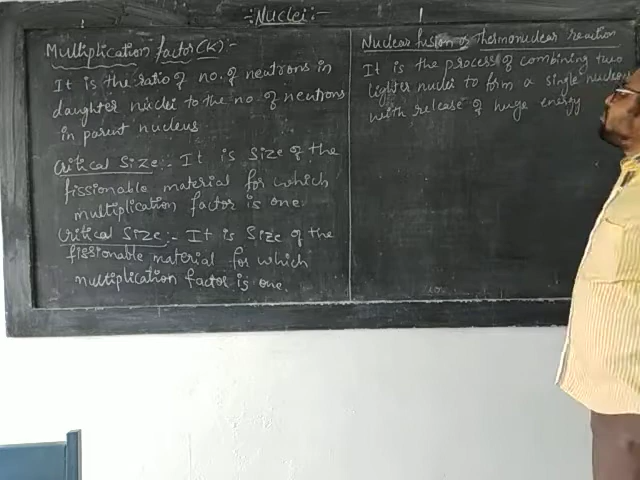 ÷Nuclei:-
Multiplication factor(K):-
It is the ratio of no. of neutrons in
daughter nuclei to the no. of neutrons
in parent nucleus
Critical Size:- It is size of the
fissionable material for which
multiplication factor is one.
Critical Size:- It is size of the
fissionable material for which
multiplication factor is one.
Nuclear fusion or Thermonuclear reaction
It is the process of combining two
lighter nuclei to form a single nucleus
with release of huge energy